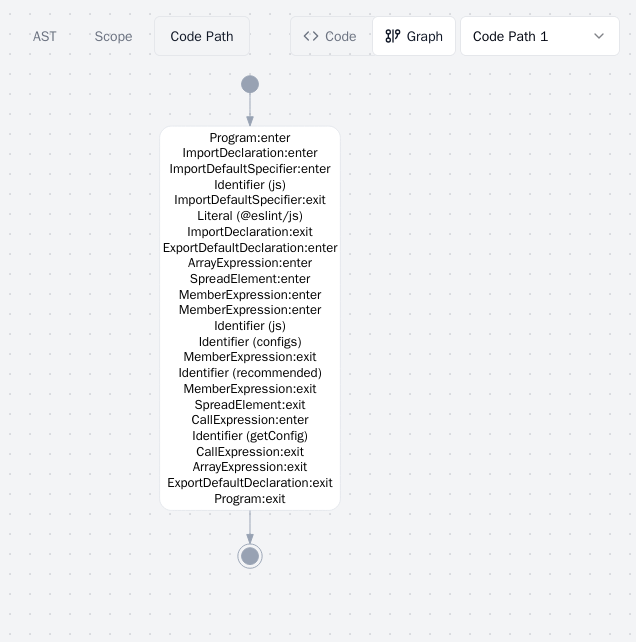 AST Scope Code Path Code Graph Code Path 1
Program:enter
ImportDeclaration:enter
ImportDefaultSpecifier:enter
Identifier (js)
ImportDefaultSpecifier:exit
Literal (@eslint/js)
ImportDeclaration:exit
ExportDefaultDeclaration:enter
ArrayExpression:enter
SpreadElement:enter
MemberExpression:enter
MemberExpression:enter
Identifier (js)
Identifier (configs)
MemberExpression:exit
Identifier (recommended)
MemberExpression:exit
SpreadElement:exit
CallExpression:enter
Identifier (getConfig)
CallExpression:exit
ArrayExpression:exit
ExportDefaultDeclaration:exit
Program:exit